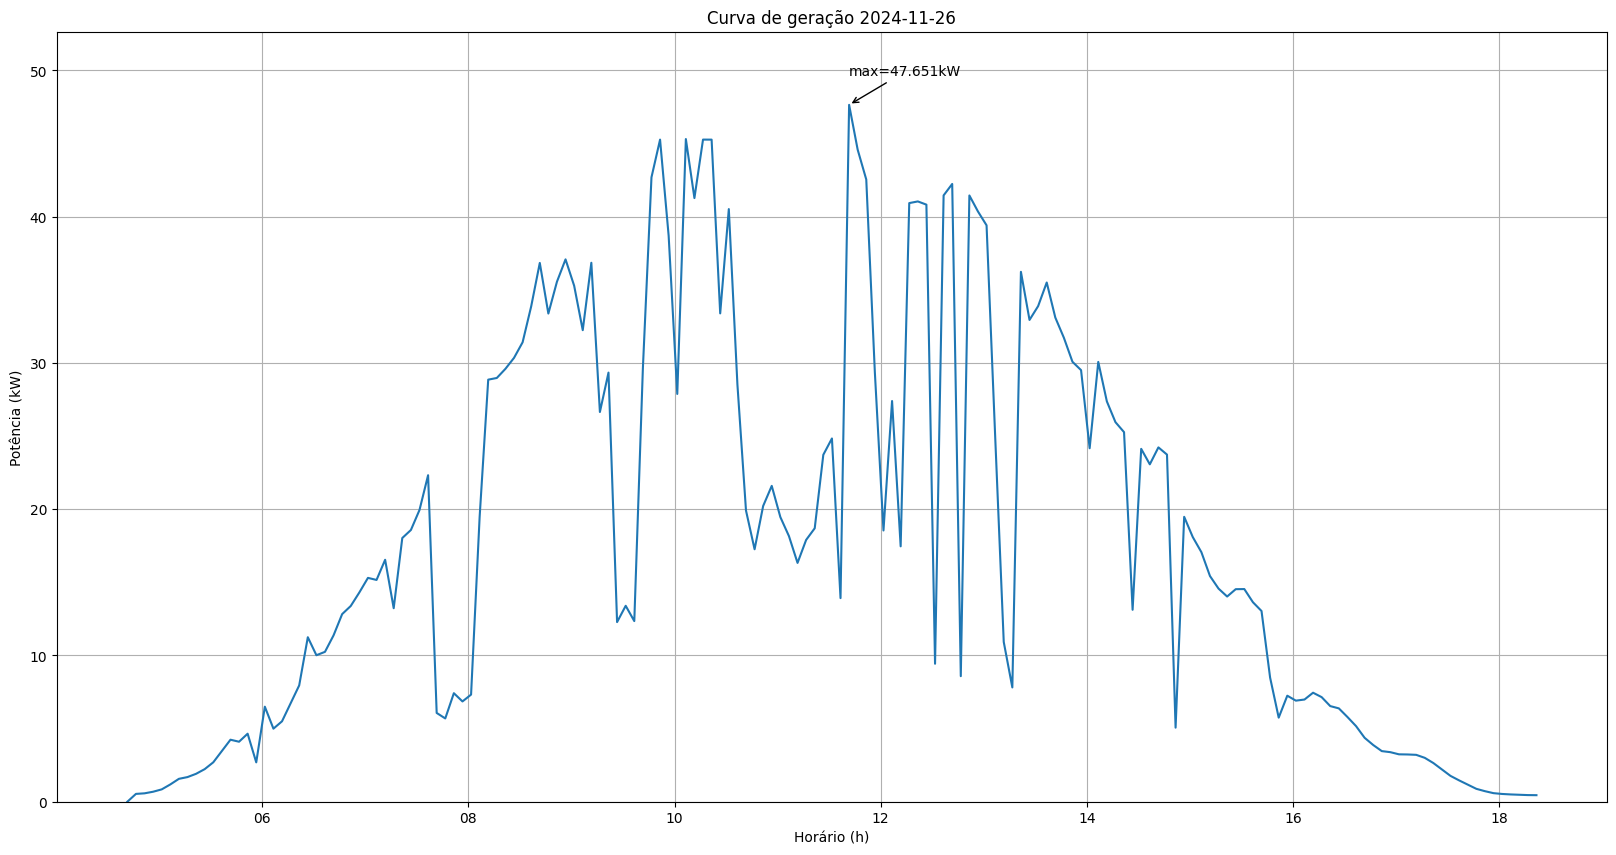 Curva de geração 2024-11-26
max=47.651kW
50
40
30
20
10
0
Potência (kW)
06 08 10 12 14 16 18
Horário (h)